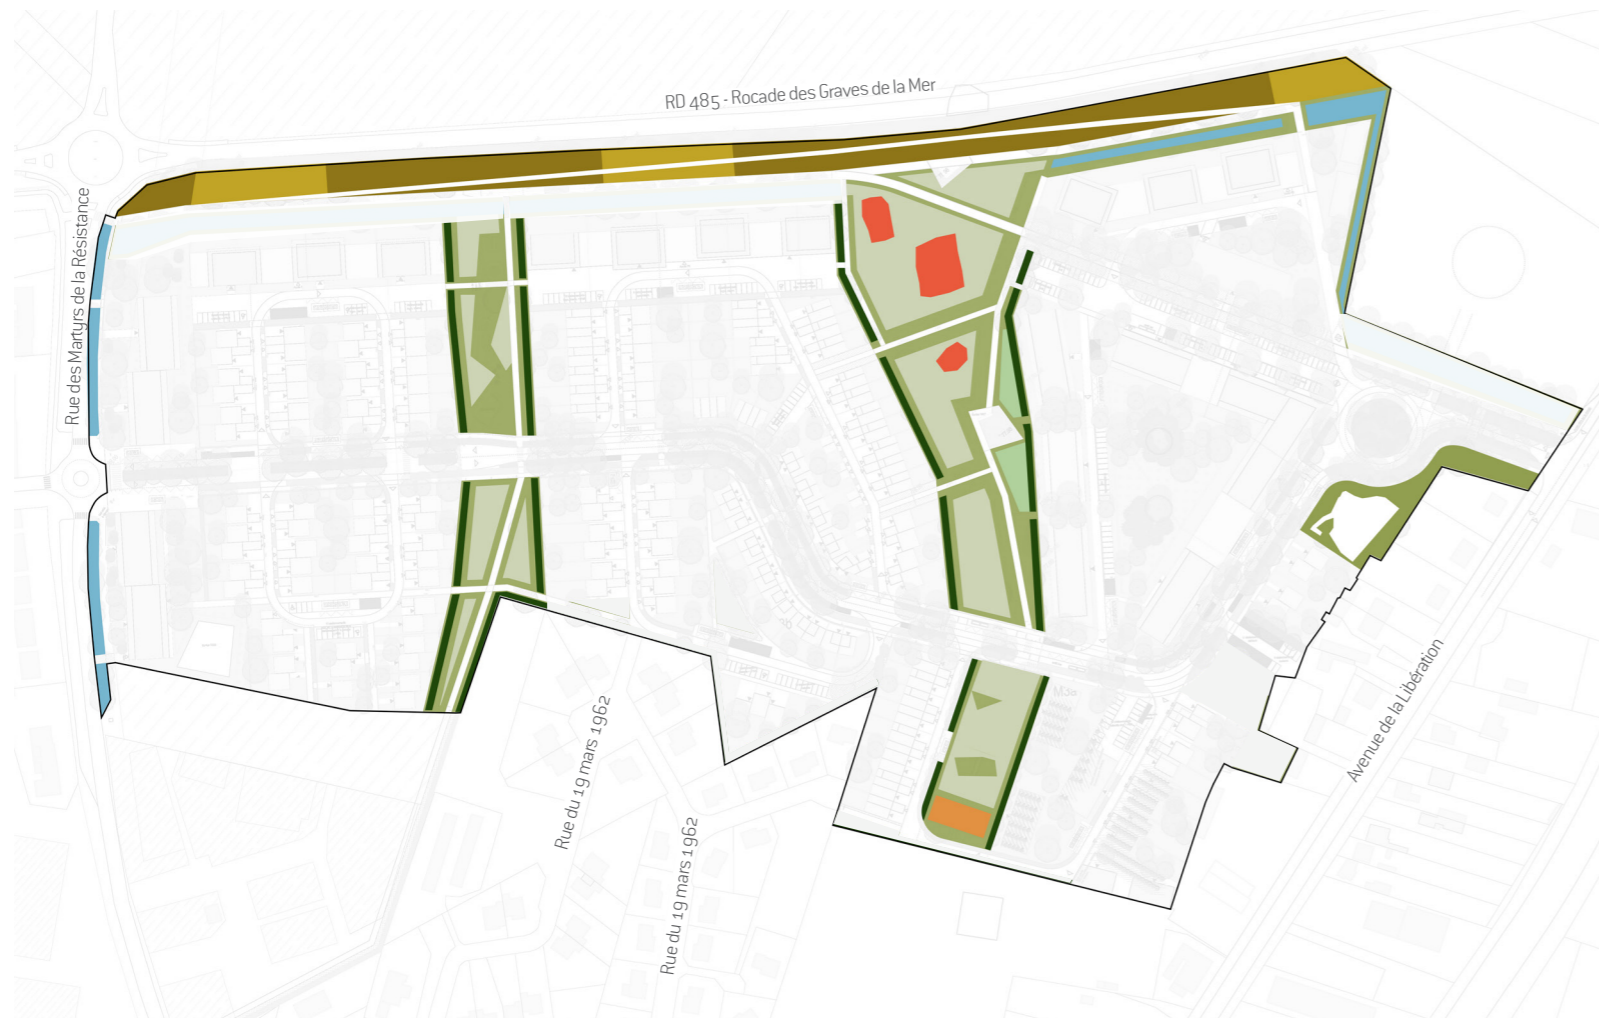 RD 485 - Rocade des Graves de la Mer
Rue des Martyrs de la Résistance
M3a
Rue du 19 mars 1962
Rue du 19 mars 1962
Avenue de la Libération